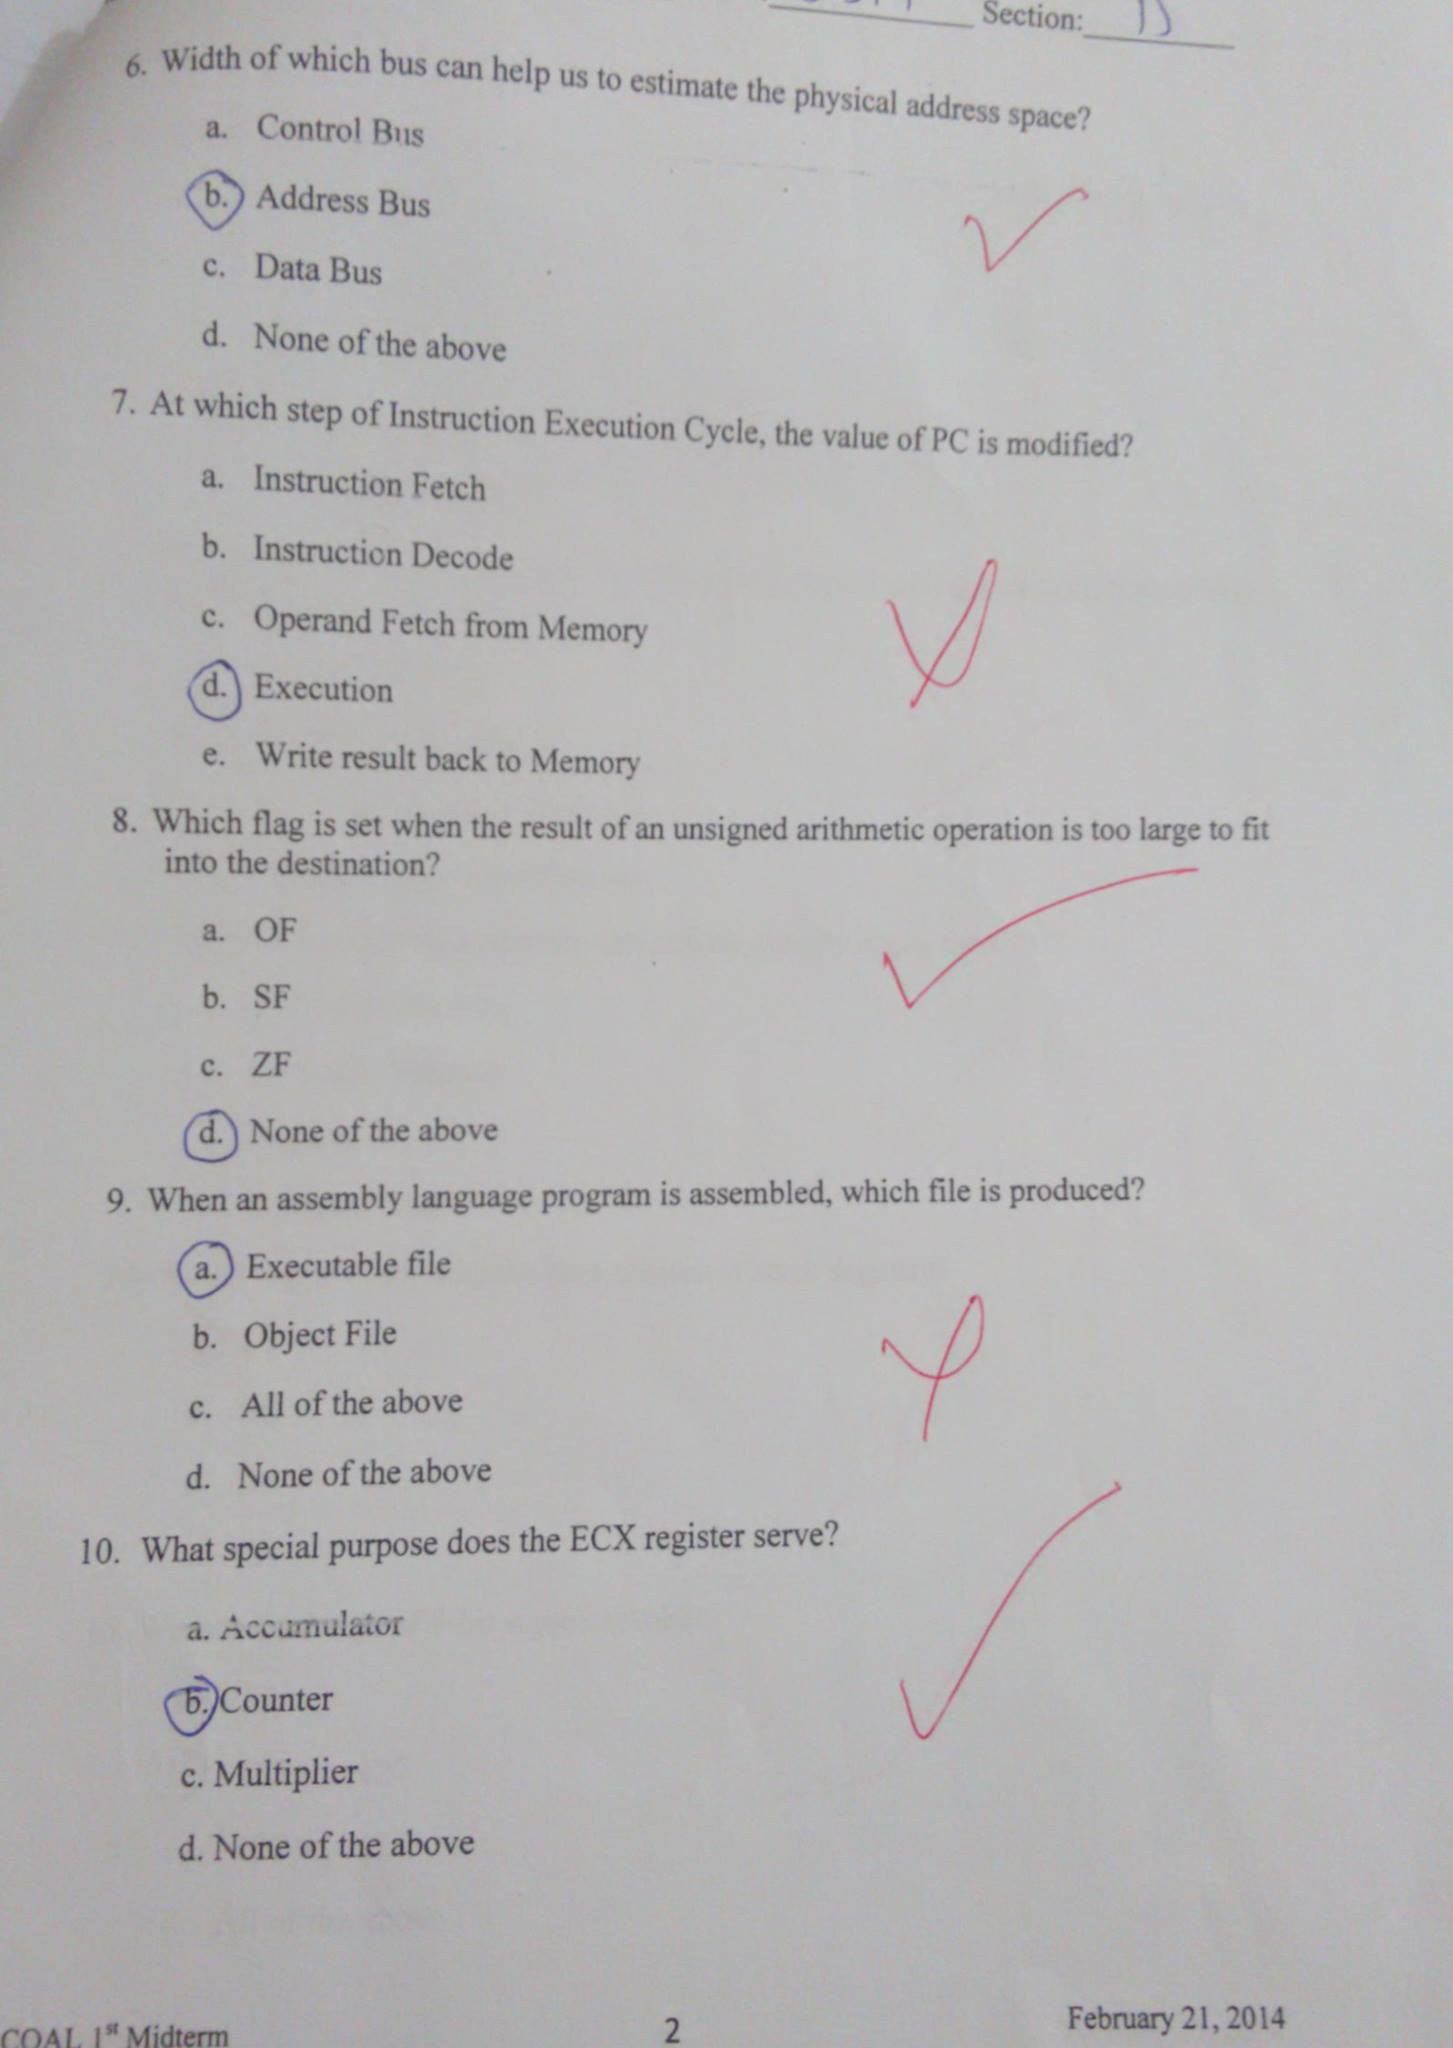 Section:
6. Width of which bus can help us to estimate the physical address space?
a. Control Bus
b. Address Bus
c. Data Bus
d. None of the above
7. At which step of Instruction Execution Cycle, the value of PC is modified?
a. Instruction Fetch
b. Instruction Decode
c. Operand Fetch from Memory
d. Execution
e. Write result back to Memory
8. Which flag is set when the result of an unsigned arithmetic operation is too large to fit
into the destination?
a. OF
b. SF
c. ZF
d. None of the above
9. When an assembly language program is assembled, which file is produced?
a. Executable file
b. Object File
c. All of the above
d. None of the above
10. What special purpose does the ECX register serve?
a. Accumulator
b. Counter
c. Multiplier
d. None of the above
COAL 1st Midterm 2 February 21, 2014